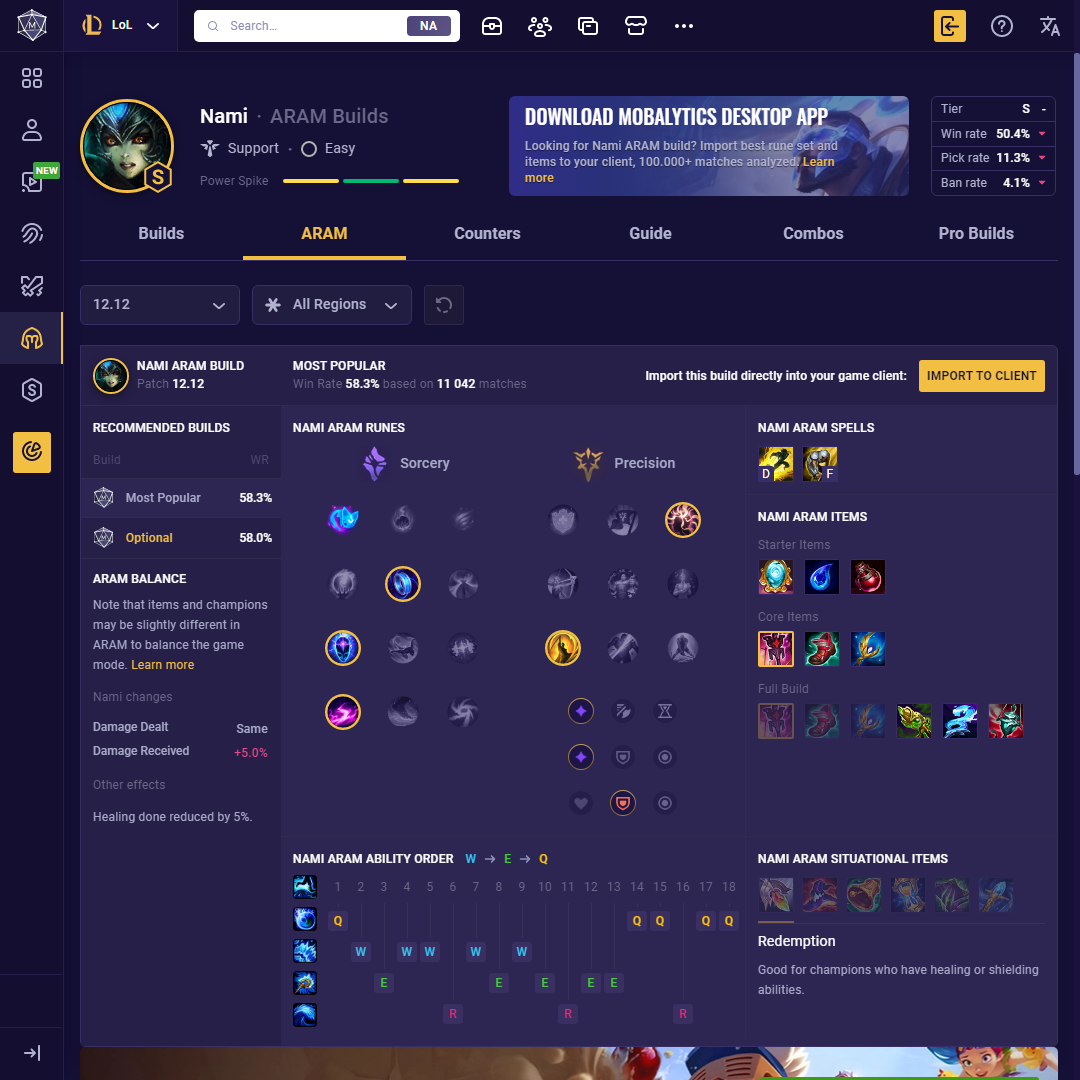 LoL
Search...
NA
NEW
Nami · ARAM Builds
Support · Easy
Power Spike
S
DOWNLOAD MOBALYTICS DESKTOP APP
Looking for Nami ARAM build? Import best rune set and
items to your client, 100.000+ matches analyzed. Learn
more
Tier S -
Win rate 50.4%
Pick rate 11.3%
Ban rate 4.1%
Builds
ARAM
Counters
Guide
Combos
Pro Builds
12.12
All Regions
NAMI ARAM BUILD
Patch 12.12
MOST POPULAR
Win Rate 58.3% based on 11 042 matches
Import this build directly into your game client:
IMPORT TO CLIENT
RECOMMENDED BUILDS
Build WR
Most Popular 58.3%
Optional 58.0%
ARAM BALANCE
Note that items and champions
may be slightly different in
ARAM to balance the game
mode. Learn more
Nami changes
Damage Dealt Same
Damage Received +5.0%
Other effects
Healing done reduced by 5%.
NAMI ARAM RUNES
Sorcery
Precision
NAMI ARAM SPELLS
D F
NAMI ARAM ITEMS
Starter Items
Core Items
Full Build
NAMI ARAM ABILITY ORDER W → E → Q
1 2 3 4 5 6 7 8 9 10 11 12 13 14 15 16 17 18
Q Q Q Q Q
W W W W W
E E E E E
R R R
NAMI ARAM SITUATIONAL ITEMS
Redemption
Good for champions who have healing or shielding
abilities.